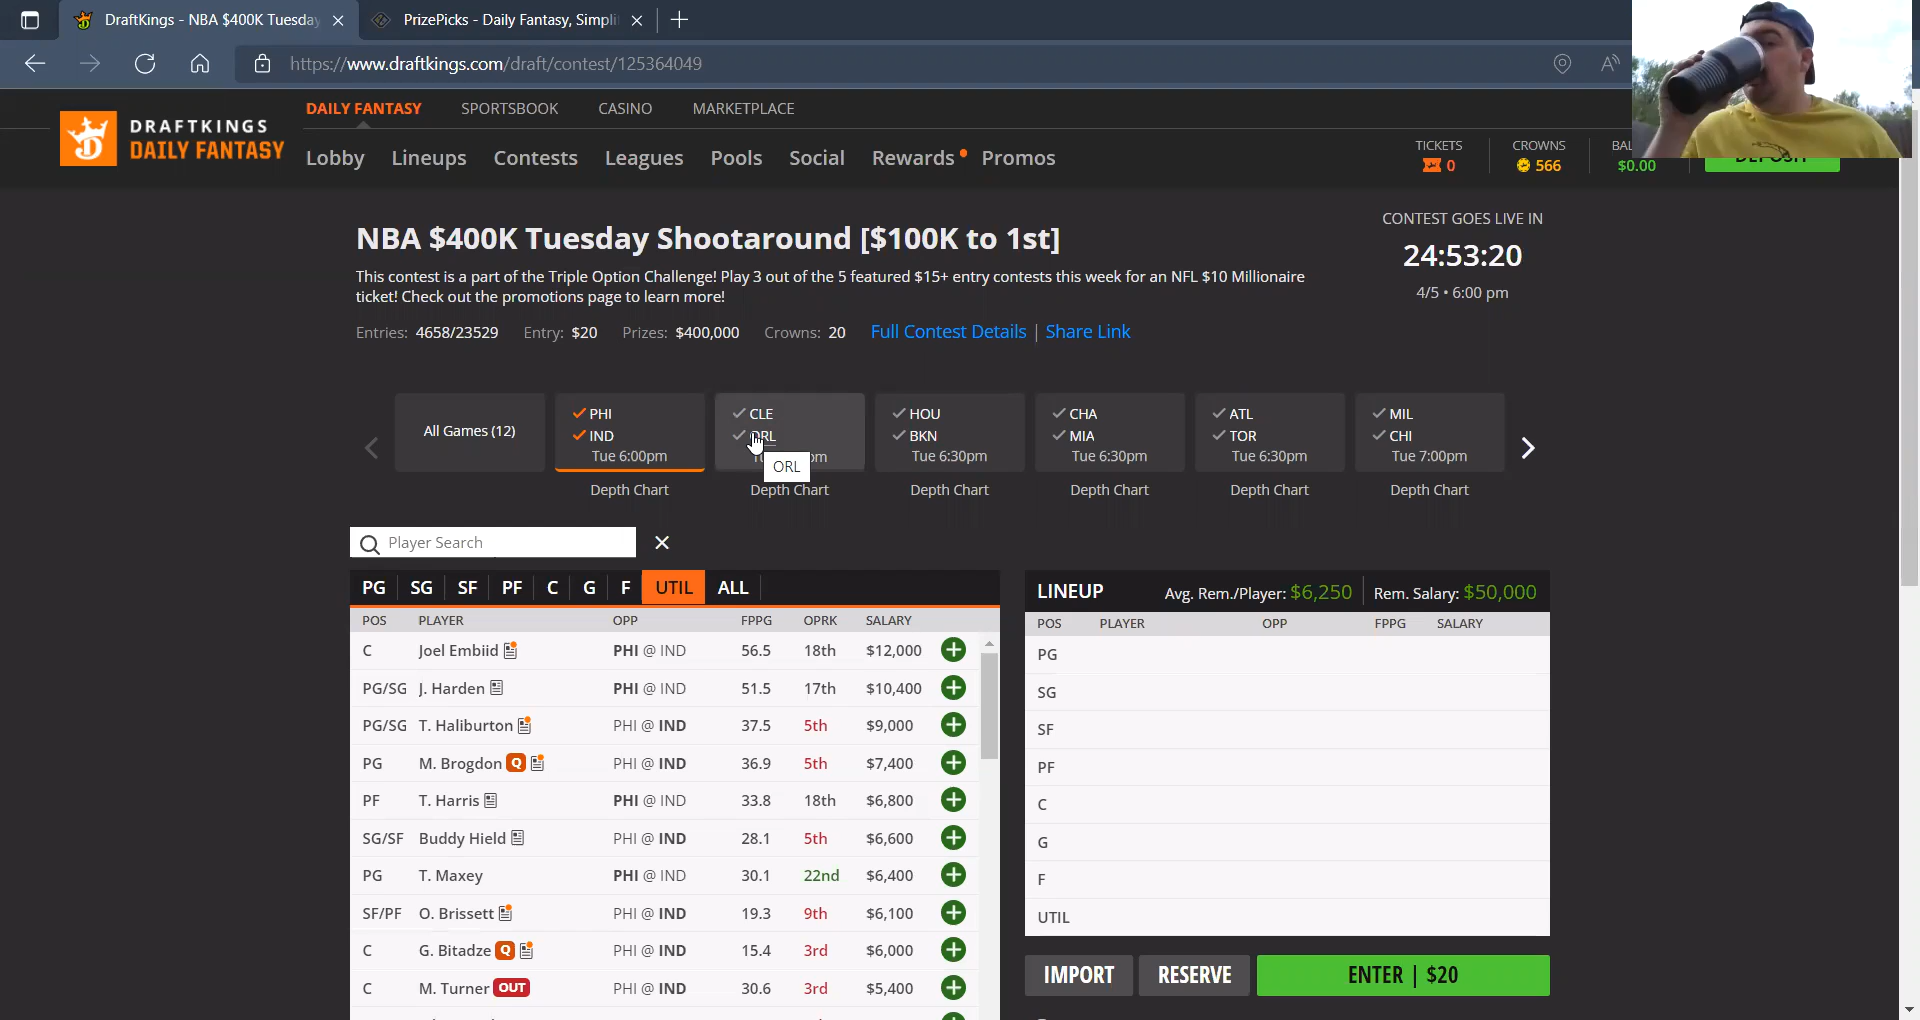 DraftKings - NBA $400K Tuesda
PrizePicks - Daily Fantasy, Simpli
https://www.draftkings.com/draft/contest/125364049
DAILY FANTASY SPORTSBOOK CASINO MARKETPLACE
DRAFTKINGS
DAILY FANTASY
Lobby Lineups Contests Leagues Pools Social Rewards Promos
TICKETS CROWNS
0 566 $0.00
NBA $400K Tuesday Shootaround [$100K to 1st]
This contest is a part of the Triple Option Challenge! Play 3 out of the 5 featured $15+ entry contests this week for an NFL $10 Millionaire
ticket! Check out the promotions page to learn more!
Entries: 4658/23529 Entry: $20 Prizes: $400,000 Crowns: 20 Full Contest Details | Share Link
CONTEST GOES LIVE IN
24:53:20
4/5 • 6:00 pm
All Games (12)
PHI
IND
Tue 6:00pm
Depth Chart
CLE
ORL
Depth Chart
HOU
BKN
Tue 6:30pm
Depth Chart
CHA
MIA
Tue 6:30pm
Depth Chart
ATL
TOR
Tue 6:30pm
Depth Chart
MIL
CHI
Tue 7:00pm
Depth Chart
ORL
Player Search
PG SG SF PF C G F UTIL ALL
POS PLAYER OPP FPPG OPRK SALARY
C Joel Embiid PHI @ IND 56.5 18th $12,000
PG/SG J. Harden PHI @ IND 51.5 17th $10,400
PG/SG T. Haliburton PHI @ IND 37.5 5th $9,000
PG M. Brogdon Q PHI @ IND 36.9 5th $7,400
PF T. Harris PHI @ IND 33.8 18th $6,800
SG/SF Buddy Hield PHI @ IND 28.1 5th $6,600
PG T. Maxey PHI @ IND 30.1 22nd $6,400
SF/PF O. Brissett PHI @ IND 19.3 9th $6,100
C G. Bitadze Q PHI @ IND 15.4 3rd $6,000
C M. Turner OUT PHI @ IND 30.6 3rd $5,400
LINEUP Avg. Rem./Player: $6,250 Rem. Salary: $50,000
POS PLAYER OPP FPPG SALARY
PG
SG
SF
PF
C
G
F
UTIL
IMPORT RESERVE ENTER | $20